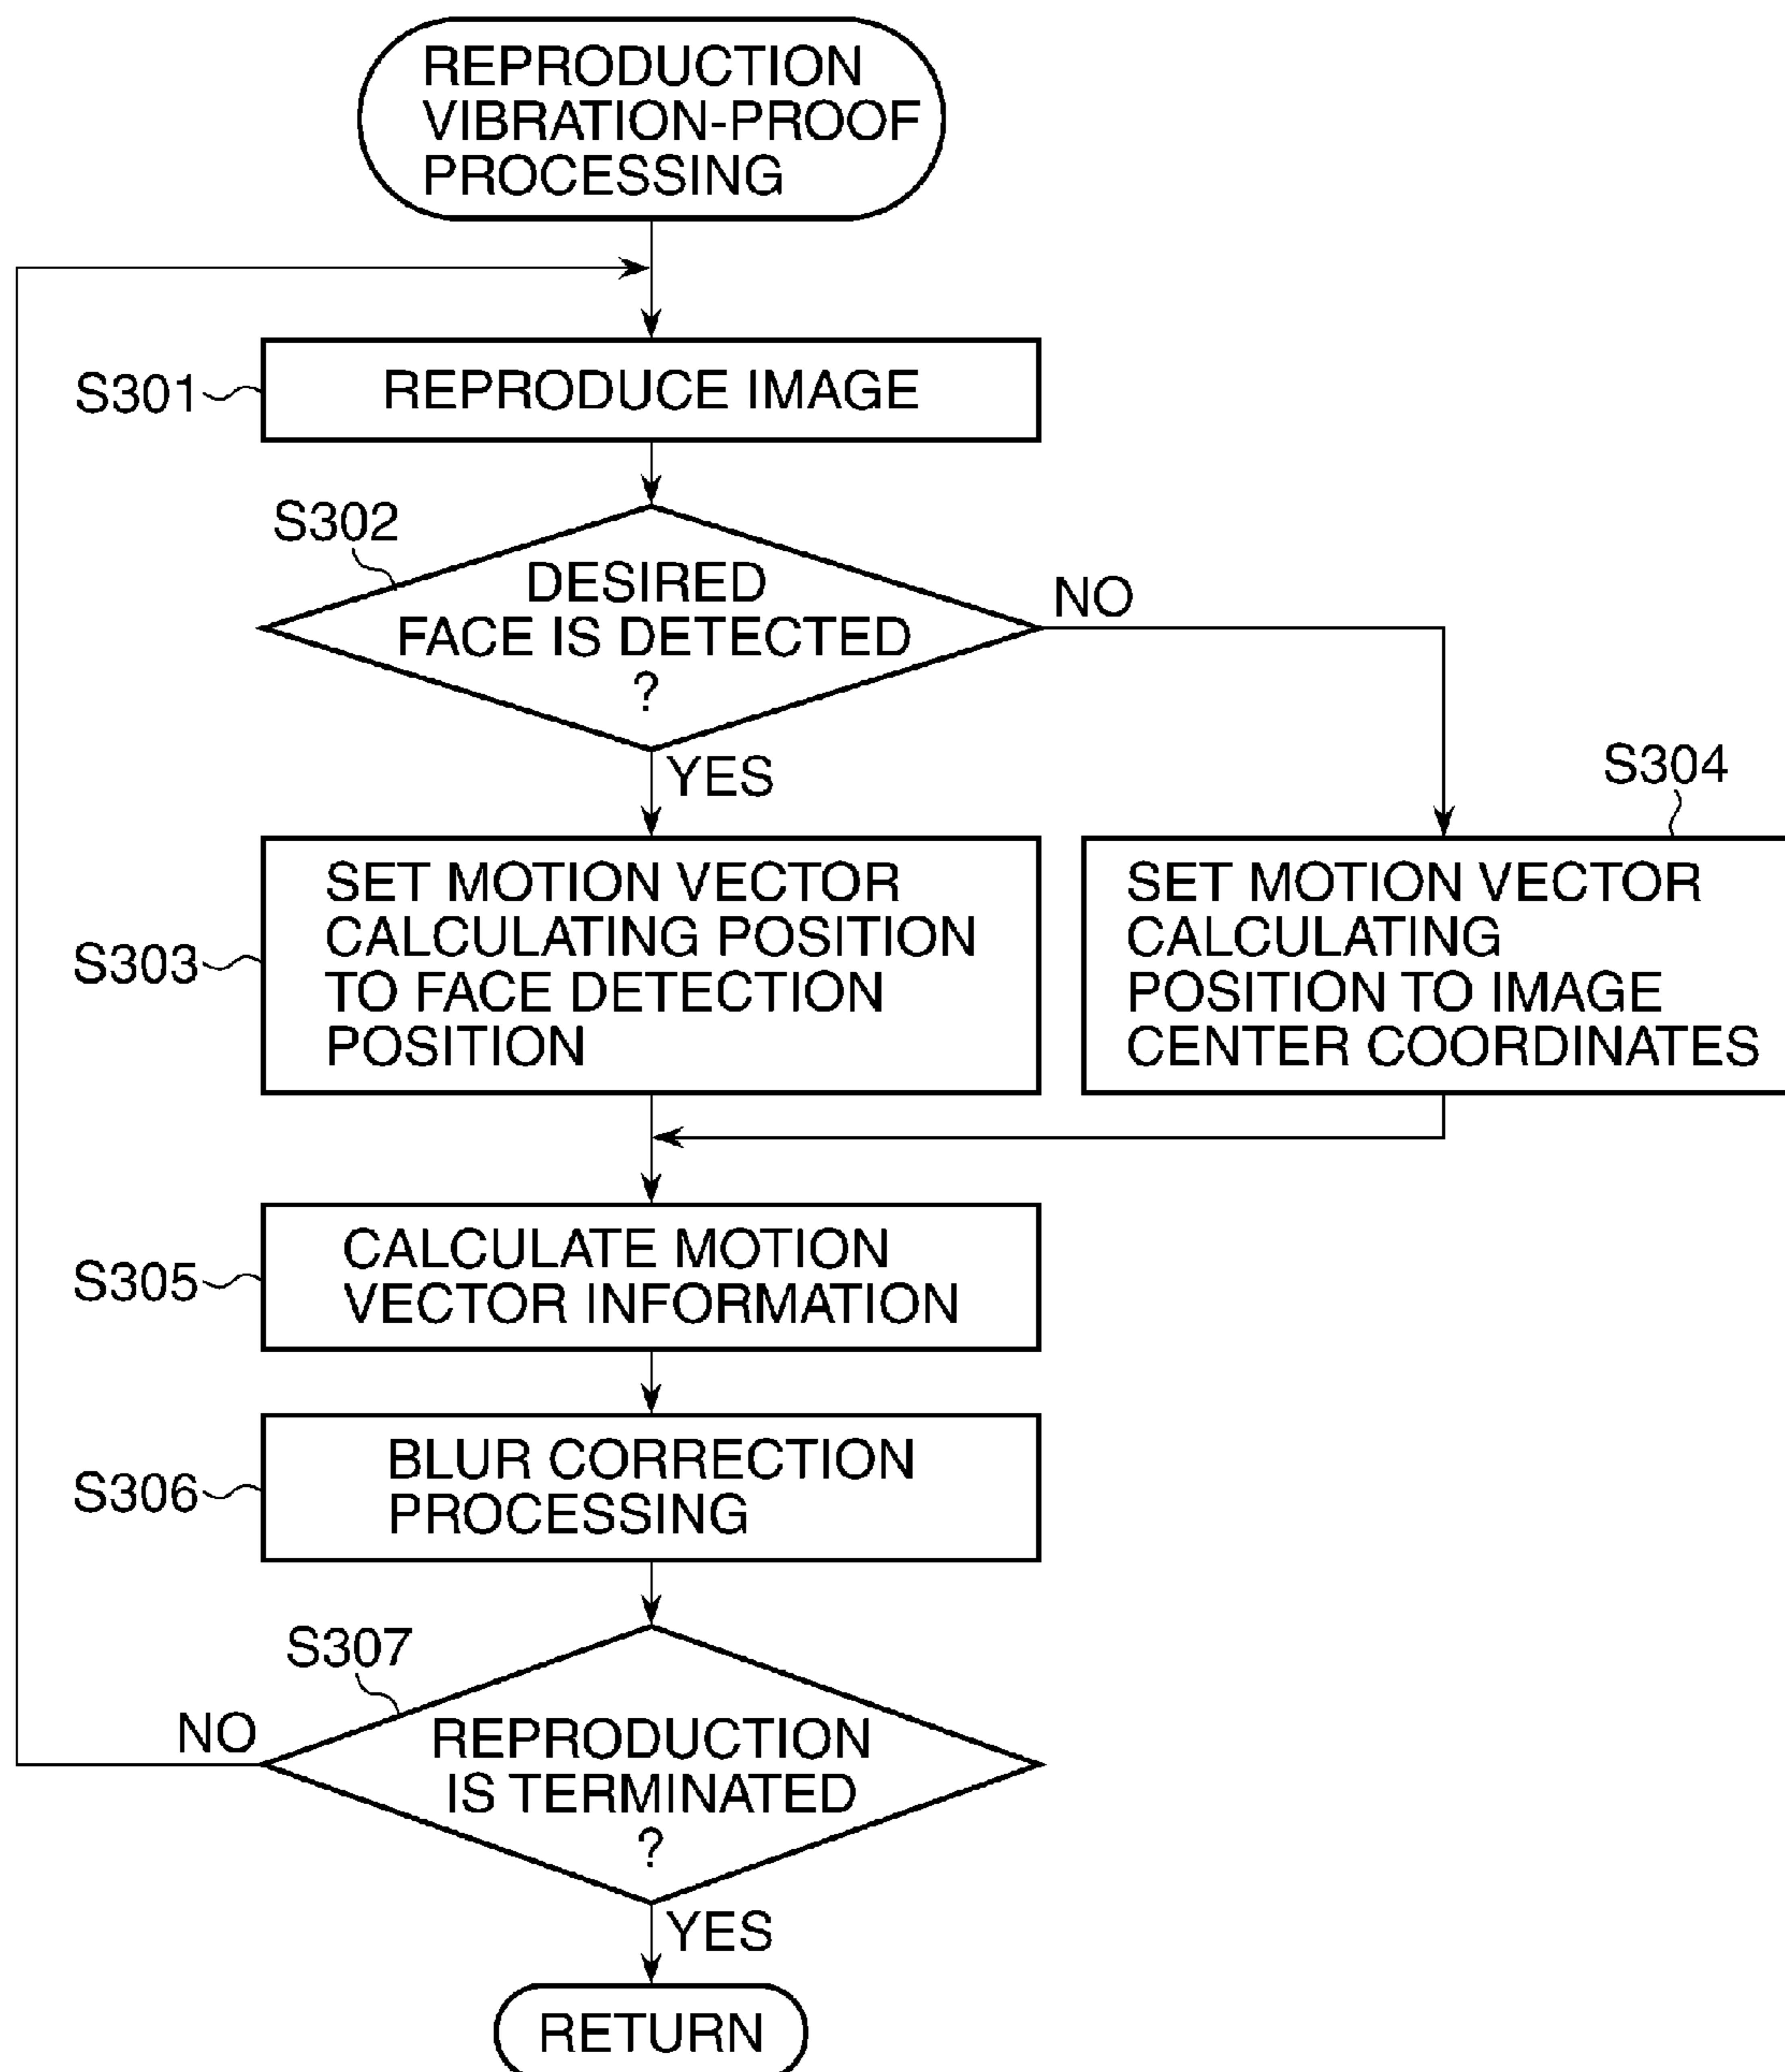 REPRODUCTION
VIBRATION-PROOF
PROCESSING
S301
REPRODUCE IMAGE
S302
DESIRED
FACE IS DETECTED
?
NO
YES
S303
SET MOTION VECTOR
CALCULATING POSITION
TO FACE DETECTION
POSITION
S304
SET MOTION VECTOR
CALCULATING
POSITION TO IMAGE
CENTER COORDINATES
S305
CALCULATE MOTION
VECTOR INFORMATION
S306
BLUR CORRECTION
PROCESSING
S307
NO
REPRODUCTION
IS TERMINATED
?
YES
RETURN